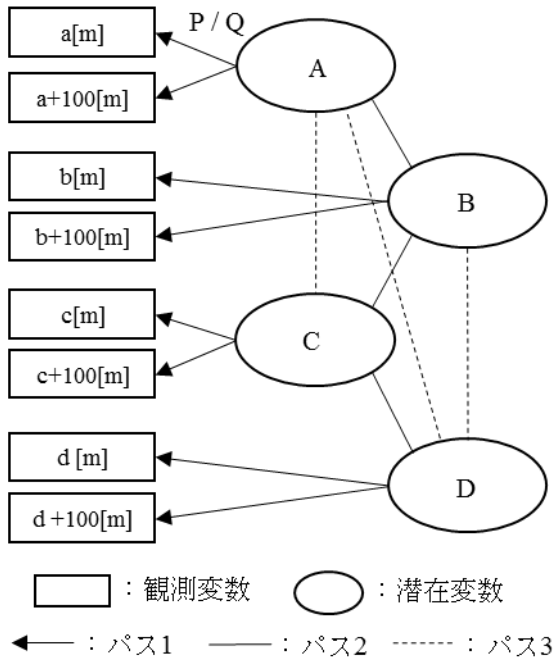 P / Q
a[m]
A
a+100[m]
b[m]
B
b+100[m]
c[m]
C
c+100[m]
d [m]
D
d +100[m]
：観測変数 ：潜在変数
：パス1 ：パス2 ：パス3